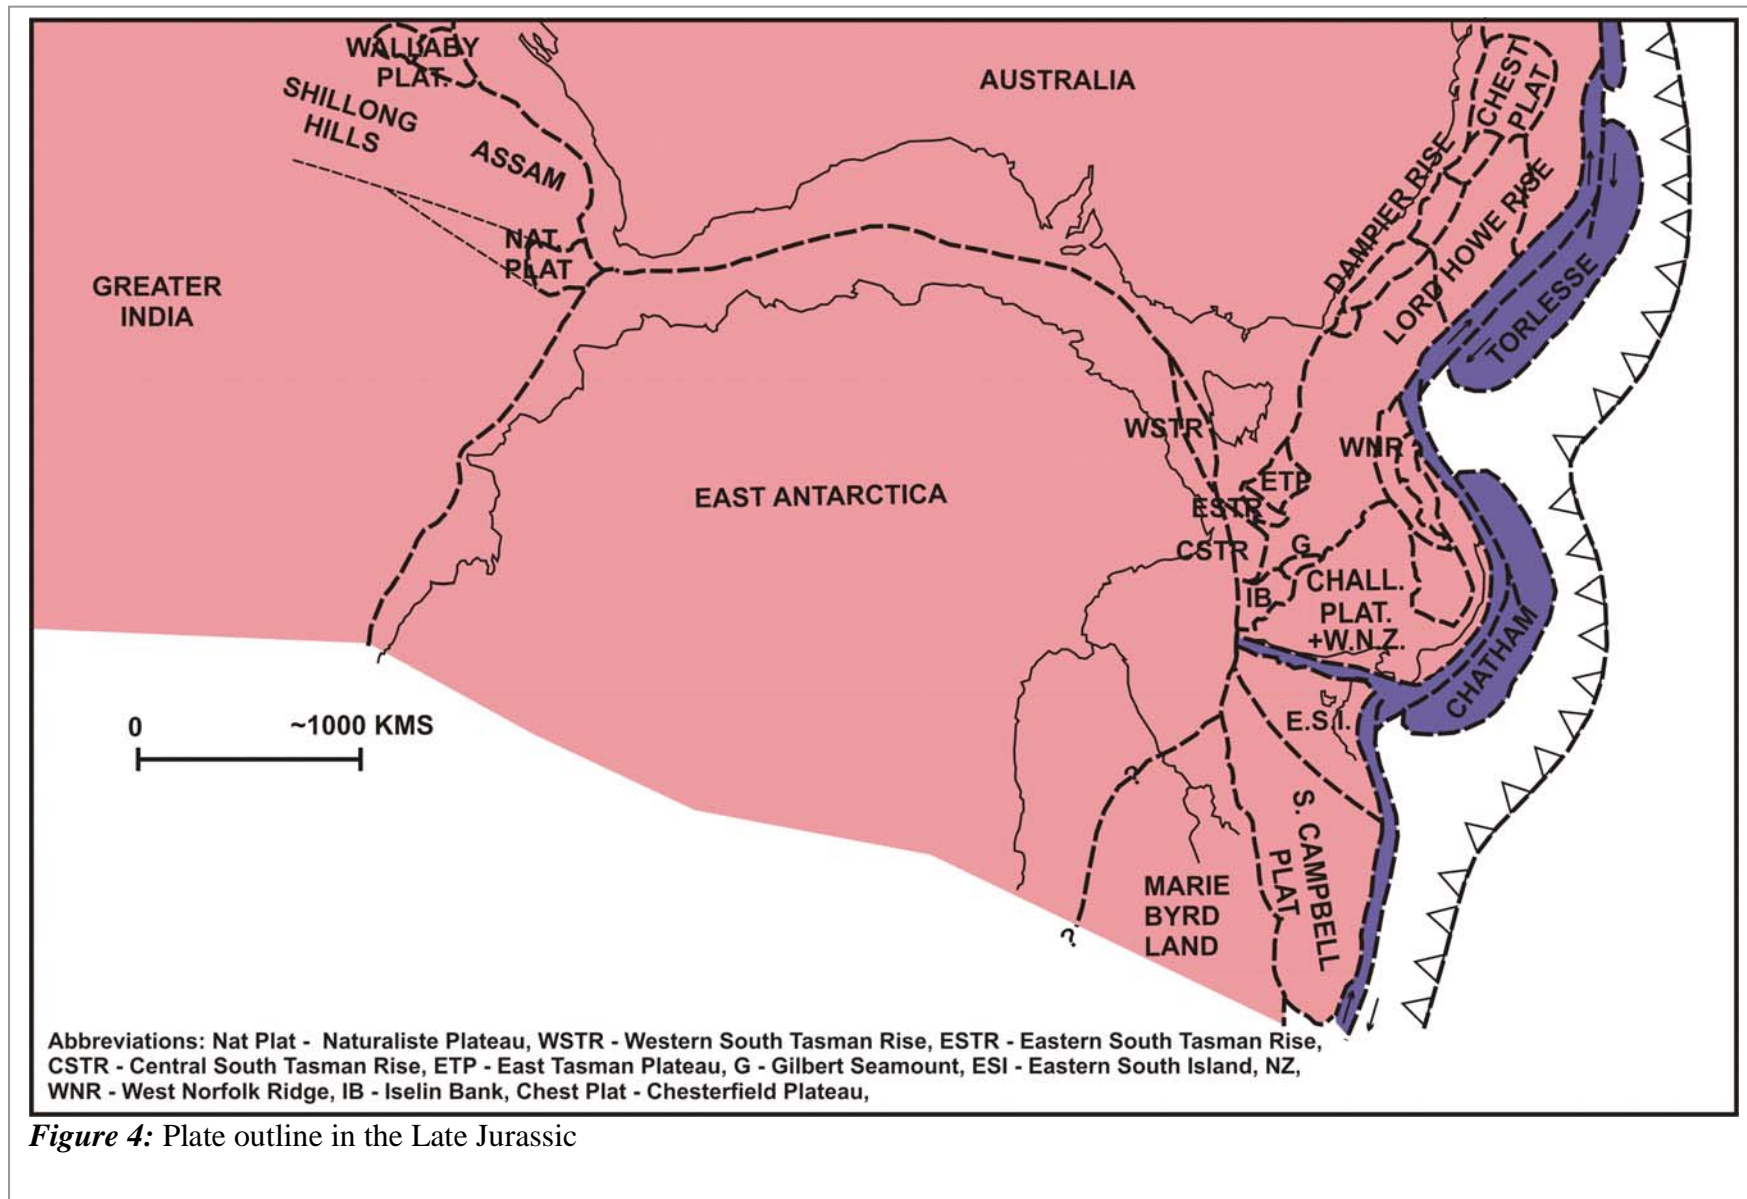 WALLABY
PLAT.
SHILLONG
HILLS
ASSAM
AUSTRALIA
CHEST
PLAT
DAMPIER RISE
LORD HOWE RISE
TORLESSE
NAT.
PLAT
GREATER
INDIA
WSTR
WNR
ETP
ESTR
EAST ANTARCTICA
CSTR
G
IB
CHALL.
PLAT.
+W.N.Z.
CHATHAM
E.S.I.
0 ~1000 KMS
?
S. CAMPBELL
PLAT
MARIE
BYRD
LAND
?
Abbreviations: Nat Plat - Naturaliste Plateau, WSTR - Western South Tasman Rise, ESTR - Eastern South Tasman Rise,
CSTR - Central South Tasman Rise, ETP - East Tasman Plateau, G - Gilbert Seamount, ESI - Eastern South Island, NZ,
WNR - West Norfolk Ridge, IB - Iselin Bank, Chest Plat - Chesterfield Plateau,
Figure 4: Plate outline in the Late Jurassic